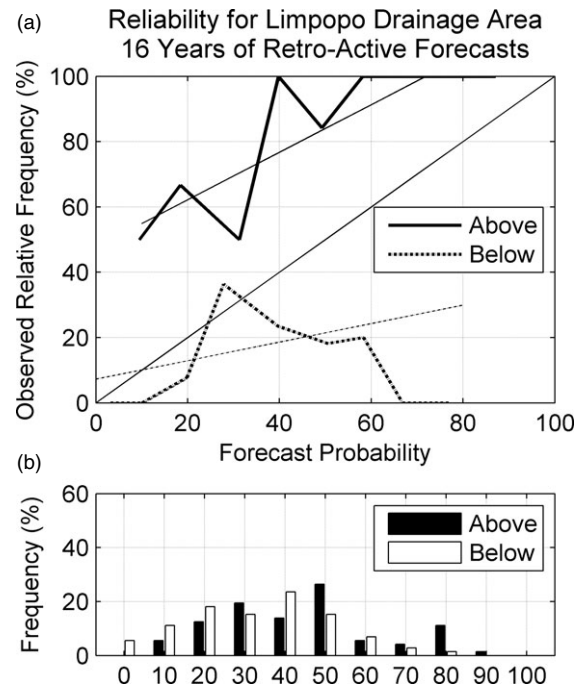 (a)
Reliability for Limpopo Drainage Area
16 Years of Retro-Active Forecasts
Observed Relative Frequency (%)
100
80
60
40
20
0
Above
Below
0 20 40 60 80 100
Forecast Probability
(b)
Frequency (%)
60
40
20
0
Above
Below
0 10 20 30 40 50 60 70 80 90 100